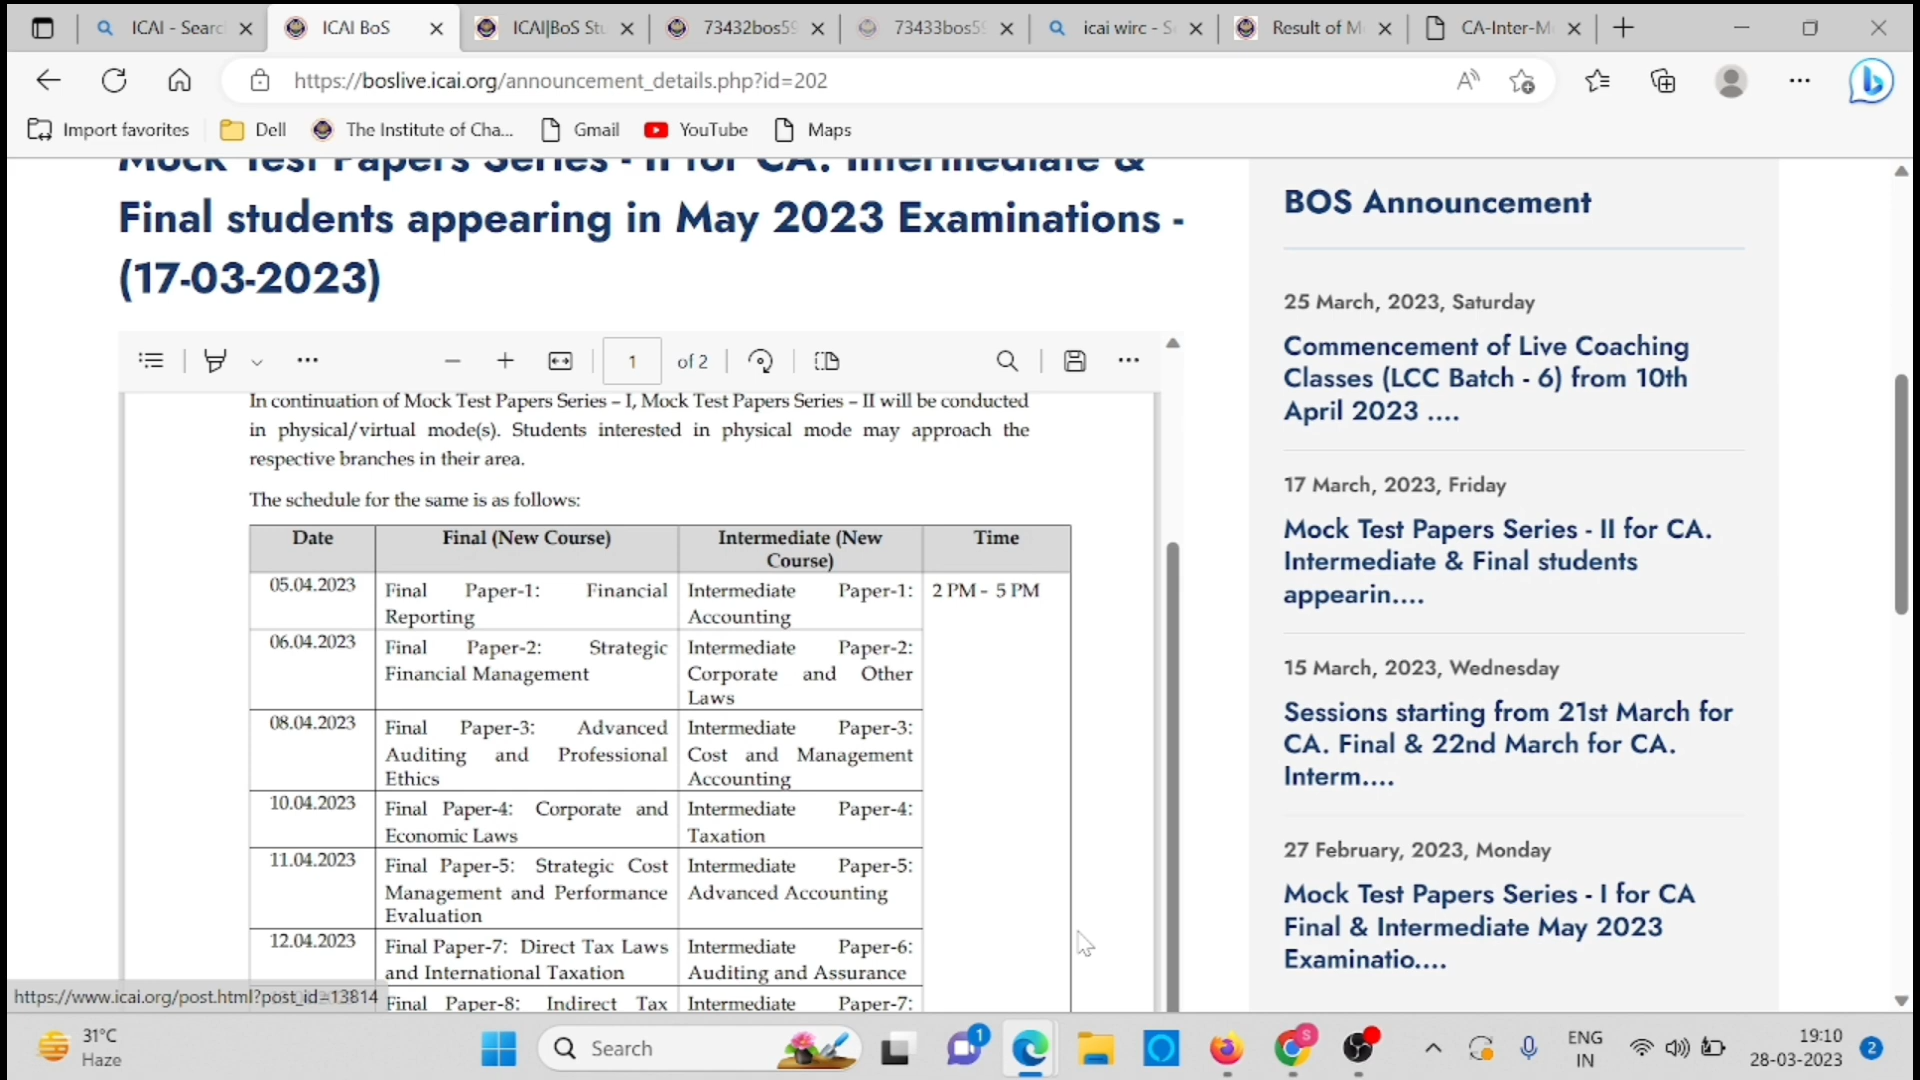 ICAI - Searc
ICAI BoS
ICAI|BoS Stu
73432bos59
73433bos59
icai wirc - S
Result of M
CA-Inter-M
https://boslive.icai.org/announcement_details.php?id=202
Import favorites
Dell
The Institute of Cha...
Gmail
YouTube
Maps
Mock Test Papers Series - II for CA. Intermediate &
Final students appearing in May 2023 Examinations -
(17-03-2023)
1 of 2
In continuation of Mock Test Papers Series – I, Mock Test Papers Series – II will be conducted
in physical/virtual mode(s). Students interested in physical mode may approach the
respective branches in their area.
The schedule for the same is as follows:
Date
Final (New Course)
Intermediate (New
Course)
Time
05.04.2023
Final Paper-1: Financial
Reporting
Intermediate Paper-1:
Accounting
2 PM - 5 PM
06.04.2023
Final Paper-2: Strategic
Financial Management
Intermediate Paper-2:
Corporate and Other
Laws
08.04.2023
Final Paper-3: Advanced
Auditing and Professional
Ethics
Intermediate Paper-3:
Cost and Management
Accounting
10.04.2023
Final Paper-4: Corporate and
Economic Laws
Intermediate Paper-4:
Taxation
11.04.2023
Final Paper-5: Strategic Cost
Management and Performance
Evaluation
Intermediate Paper-5:
Advanced Accounting
12.04.2023
Final Paper-7: Direct Tax Laws
and International Taxation
Intermediate Paper-6:
Auditing and Assurance
Final Paper-8: Indirect Tax
Intermediate Paper-7:
BOS Announcement
25 March, 2023, Saturday
Commencement of Live Coaching
Classes (LCC Batch - 6) from 10th
April 2023 ....
17 March, 2023, Friday
Mock Test Papers Series - II for CA.
Intermediate & Final students
appearin....
15 March, 2023, Wednesday
Sessions starting from 21st March for
CA. Final & 22nd March for CA.
Interm....
27 February, 2023, Monday
Mock Test Papers Series - I for CA
Final & Intermediate May 2023
Examinatio....
https://www.icai.org/post.html?post_id=13814
31°C
Haze
Search
1
S
ENG
IN
19:10
28-03-2023
2